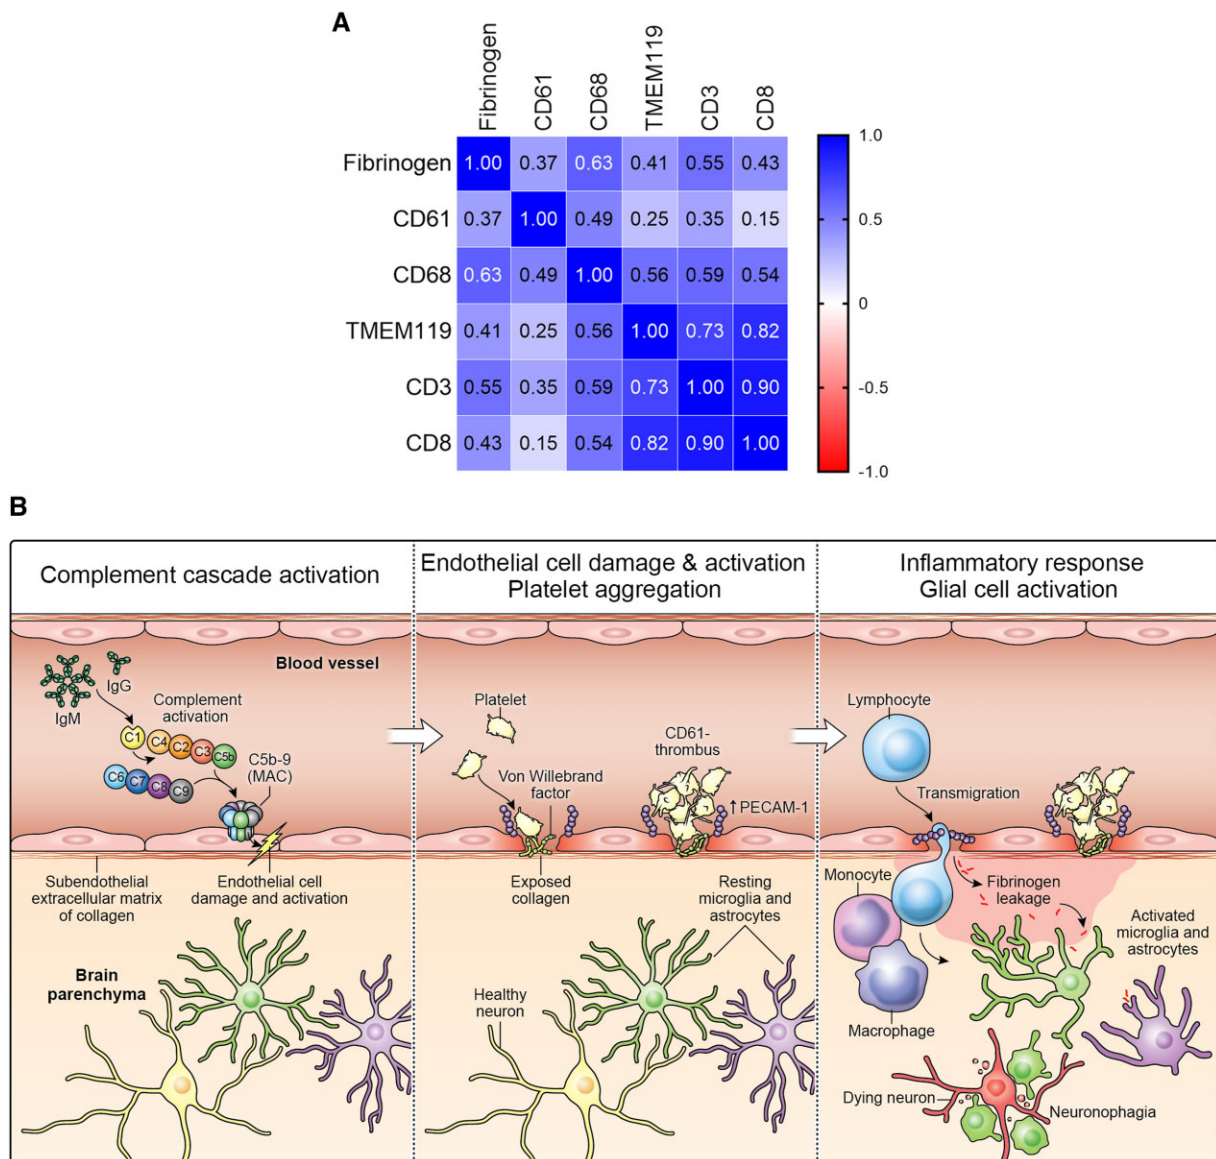 A
Fibrinogen
CD61
CD68
TMEM119
CD3
CD8
Fibrinogen 1.00 0.37 0.63 0.41 0.55 0.43
CD61 0.37 1.00 0.49 0.25 0.35 0.15
CD68 0.63 0.49 1.00 0.56 0.59 0.54
TMEM119 0.41 0.25 0.56 1.00 0.73 0.82
CD3 0.55 0.35 0.59 0.73 1.00 0.90
CD8 0.43 0.15 0.54 0.82 0.90 1.00
1.0
0.5
0
-0.5
-1.0
B
Complement cascade activation
Blood vessel
IgM
IgG
Complement
activation
C1
C4
C2
C3
C5b
C6
C7
C8
C9
C5b-9
(MAC)
Subendothelial
extracellular matrix
of collagen
Endothelial cell
damage and activation
Brain
parenchyma
Endothelial cell damage & activation
Platelet aggregation
Platelet
Von Willebrand
factor
CD61-
thrombus
↑PECAM-1
Exposed
collagen
Resting
microglia and
astrocytes
Healthy
neuron
Inflammatory response
Glial cell activation
Lymphocyte
Transmigration
Monocyte
Fibrinogen
leakage
Activated
microglia and
astrocytes
Macrophage
Dying neuron
Neuronophagia